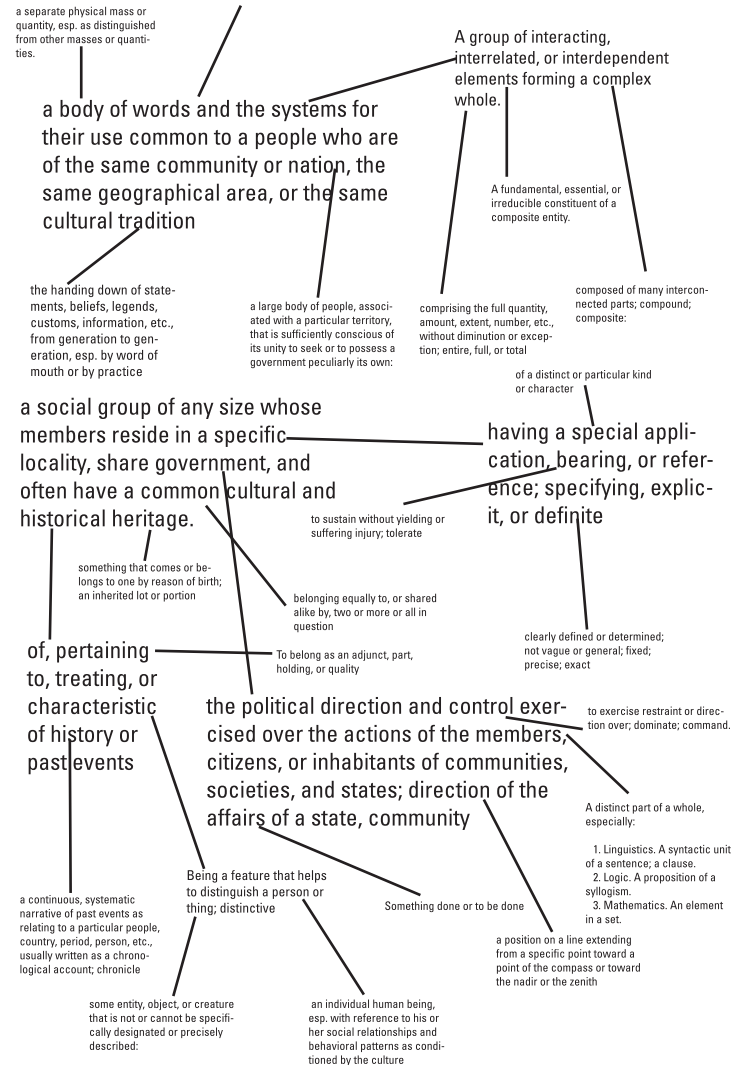 a separate physical mass or
quantity, esp. as distinguished
from other masses or quanti-
ties.
A group of interacting,
interrelated, or interdependent
elements forming a complex
whole.
a body of words and the systems for
their use common to a people who are
of the same community or nation, the
same geographical area, or the same
cultural tradition
A fundamental, essential, or
irreducible constituent of a
composite entity.
the handing down of state-
ments, beliefs, legends,
customs, information, etc.,
from generation to gen-
eration, esp. by word of
mouth or by practice
a large body of people, associ-
ated with a particular territory,
that is sufficiently conscious of
its unity to seek or to possess a
government peculiarly its own:
comprising the full quantity,
amount, extent, number, etc.,
without diminution or excep-
tion; entire, full, or total
composed of many intercon-
nected parts; compound;
composite:
of a distinct or particular kind
or character
a social group of any size whose
members reside in a specific
locality, share government, and
often have a common cultural and
historical heritage.
having a special appli-
cation, bearing, or refer-
ence; specifying, explic-
it, or definite
to sustain without yielding or
suffering injury; tolerate
something that comes or be-
longs to one by reason of birth;
an inherited lot or portion
belonging equally to, or shared
alike by, two or more or all in
question
clearly defined or determined;
not vague or general; fixed;
precise; exact
of, pertaining
to, treating, or
characteristic
of history or
past events
To belong as an adjunct, part,
holding, or quality
the political direction and control exer-
cised over the actions of the members,
citizens, or inhabitants of communities,
societies, and states; direction of the
affairs of a state, community
to exercise restraint or direc-
tion over; dominate; command.
A distinct part of a whole,
especially:
1. Linguistics. A syntactic unit
of a sentence; a clause.
2. Logic. A proposition of a
syllogism.
3. Mathematics. An element
in a set.
Being a feature that helps
to distinguish a person or
thing; distinctive
Something done or to be done
a continuous, systematic
narrative of past events as
relating to a particular people,
country, period, person, etc.,
usually written as a chrono-
logical account; chronicle
a position on a line extending
from a specific point toward a
point of the compass or toward
the nadir or the zenith
some entity, object, or creature
that is not or cannot be specifi-
cally designated or precisely
described:
an individual human being,
esp. with reference to his or
her social relationships and
behavioral patterns as condi-
tioned by the culture